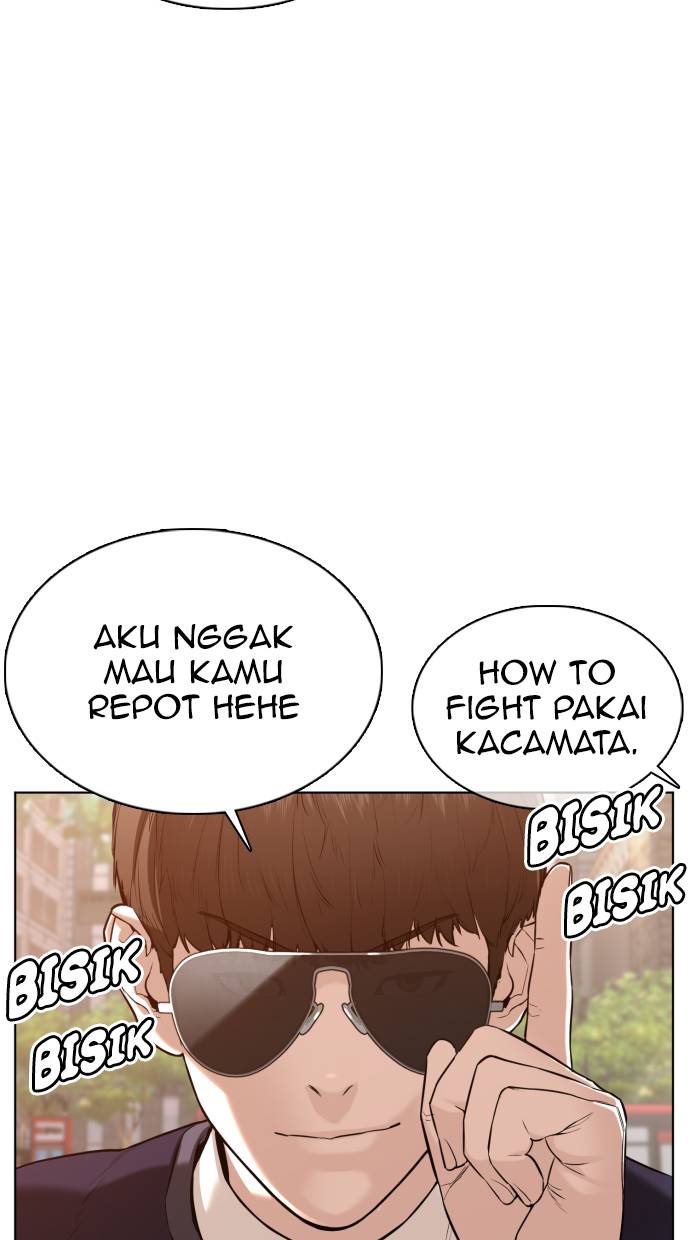 AKU NGGAK
MAU KAMU
REPOT HEHE
HOW TO
FIGHT PAKAI
KACAMATA.
BISIK
BISIK
BISIK
BISIK